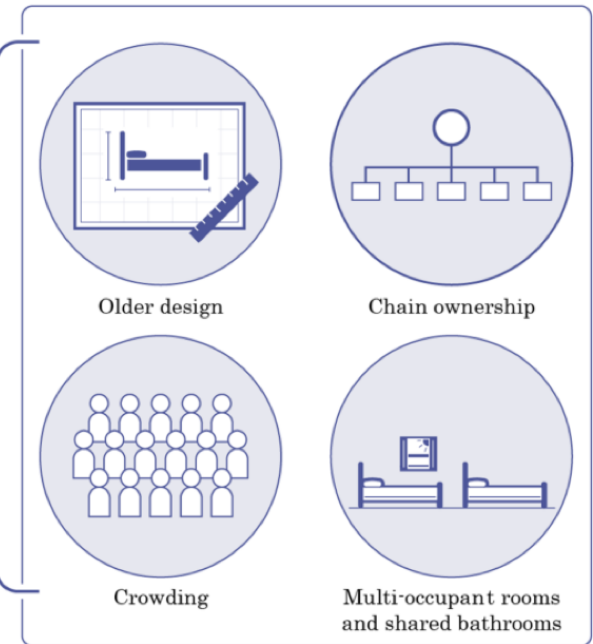 Older design
Chain ownership
Crowding
Multi-occupant rooms
and shared bathrooms